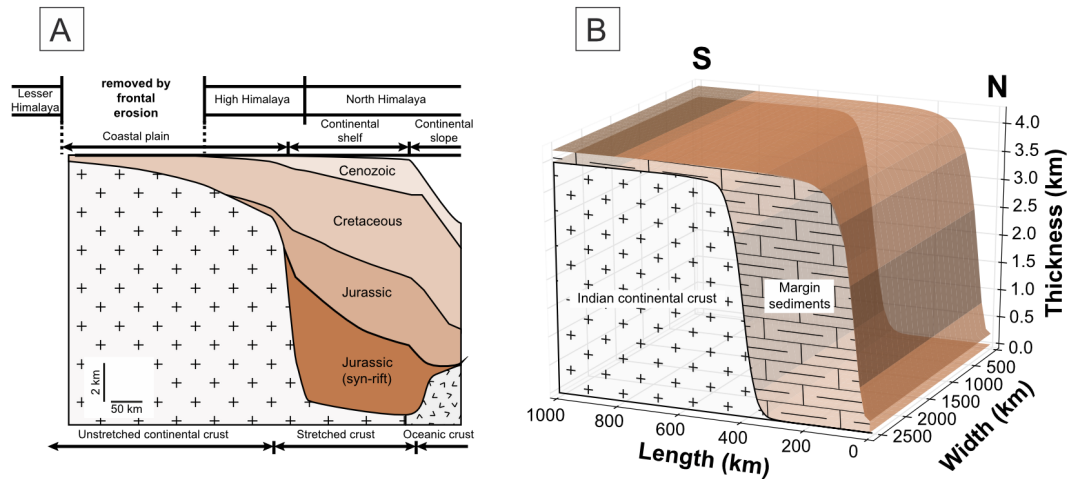 A
Lesser
Himalaya
removed by
frontal
erosion
High Himalaya
North Himalaya
Coastal plain
Continental
shelf
Continental
slope
Cenozoic
Cretaceous
Jurassic
Jurassic
(syn-rift)
2 km
50 km
Unstretched continental crust
Stretched crust
Oceanic crust
B
S
N
4.0
3.5
3.0
2.5
2.0
1.5
1.0
0.5
0.0
Thickness (km)
Indian continental crust
Margin
sediments
1000
800
600
400
200
0
Length (km)
500
1000
1500
2000
2500
Width (km)